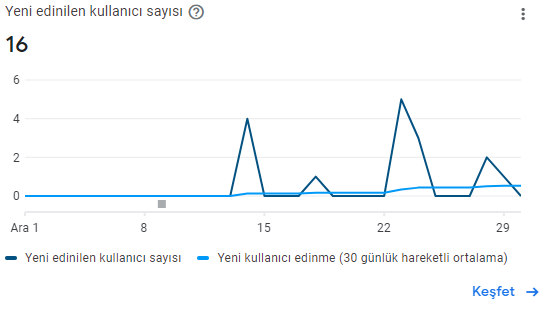 Yeni edinilen kullanıcı sayısı ?
16
6
4
2
0
Ara 1 8 15 22 29
Yeni edinilen kullanıcı sayısı Yeni kullanıcı edinme (30 günlük hareketli ortalama)
Keşfet →